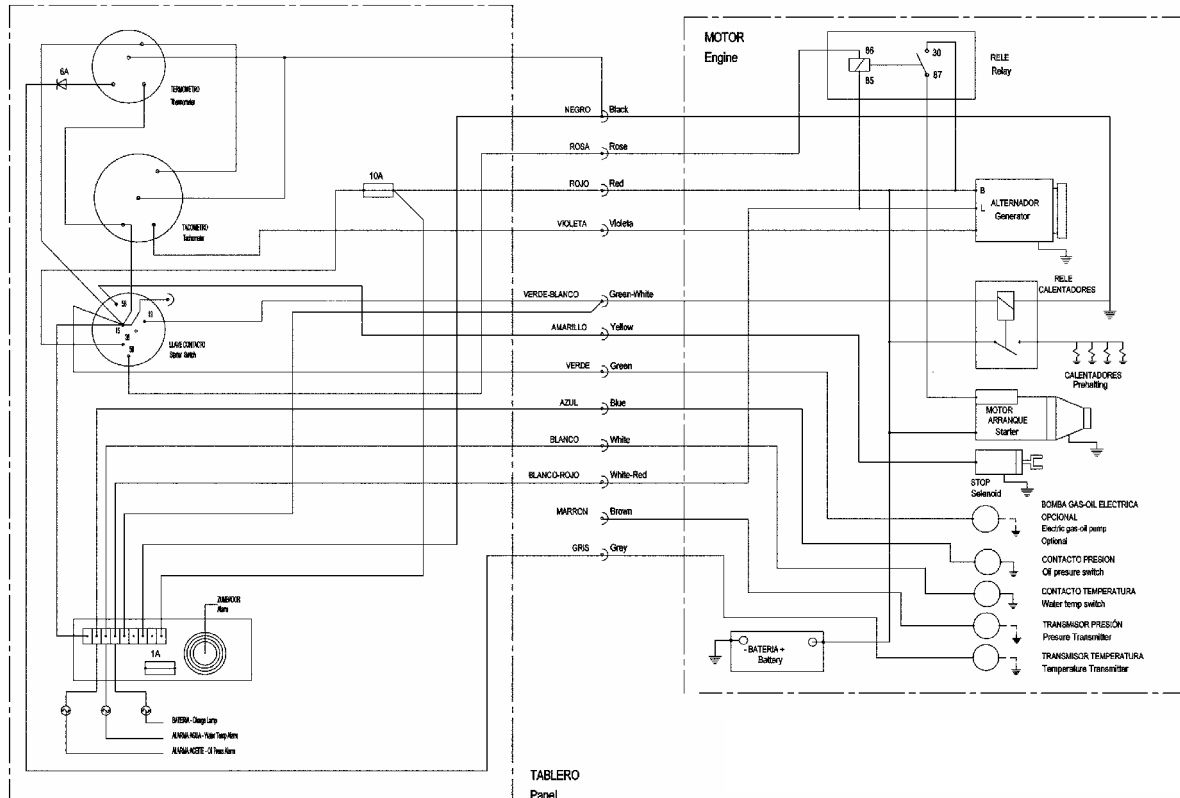 6A
TERMOMETRO
Thermometer
TACOMETRO
Tachometer
10A
LLAVE CONTACTO
Starter Switch
15
50
NEGRO Black
ROSA Rose
ROJO Red
VIOLETA Violeta
VERDE-BLANCO Green-White
AMARILLO Yellow
VERDE Green
AZUL Blue
BLANCO White
BLANCO-ROJO White-Red
MARRON Brown
GRIS Grey
ZUMBADOR
Alarm
1A
BATERIA - Charge Lamp
ALARMA AGUA - Water Temp Alarm
ALARMA ACEITE - Oil Press Alarm
TABLERO
Panel
MOTOR
Engine
86
85
30
87
RELE
Relay
B
L
ALTERNADOR
Generator
RELE
CALENTADORES
CALENTADORES
Prehalting
MOTOR
ARRANQUE
Starter
STOP
Selenoid
BOMBA GAS-OIL ELECTRICA
OPCIONAL
Electric gas-oil pump
Optional
CONTACTO PRESION
Oil presure switch
CONTACTO TEMPERATURA
Water temp switch
TRANSMISOR PRESIÓN
Presure Transmitter
TRANSMISOR TEMPERATURA
Temperature Transmitter
- BATERIA +
Battery